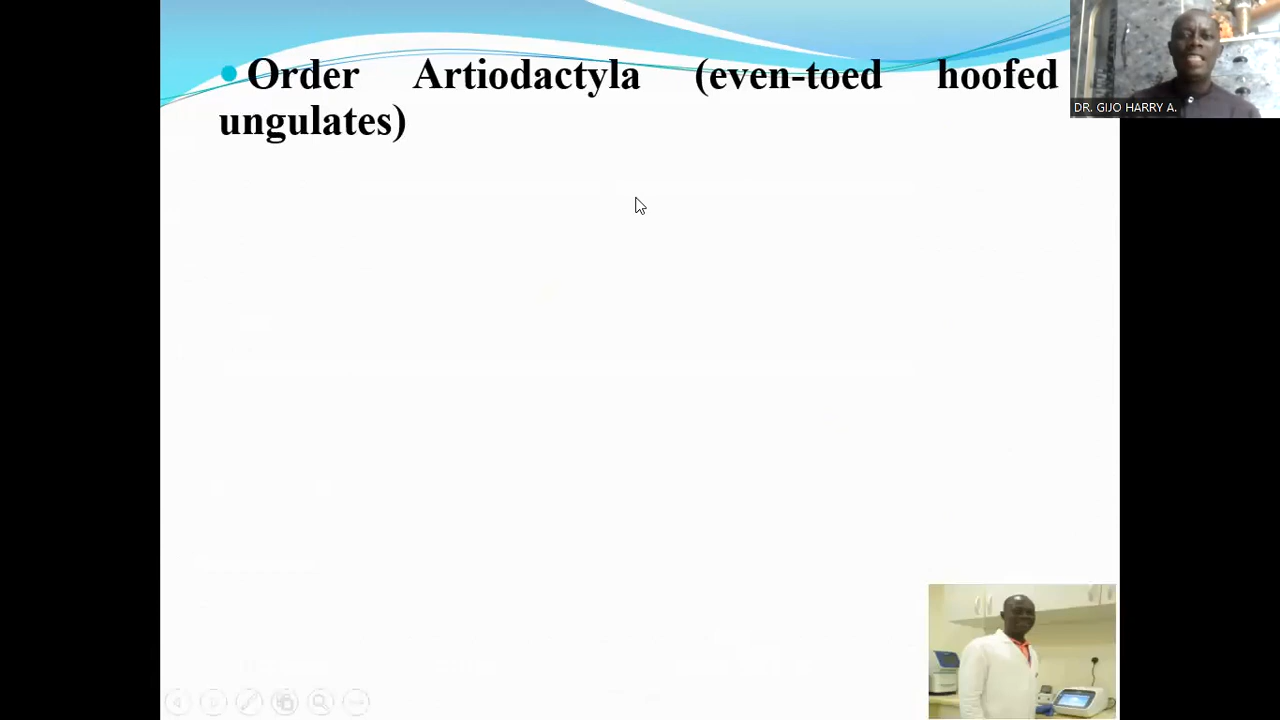 Order Artiodactyla (even-toed hoofed
ungulates)
DR. GIJO HARRY A.